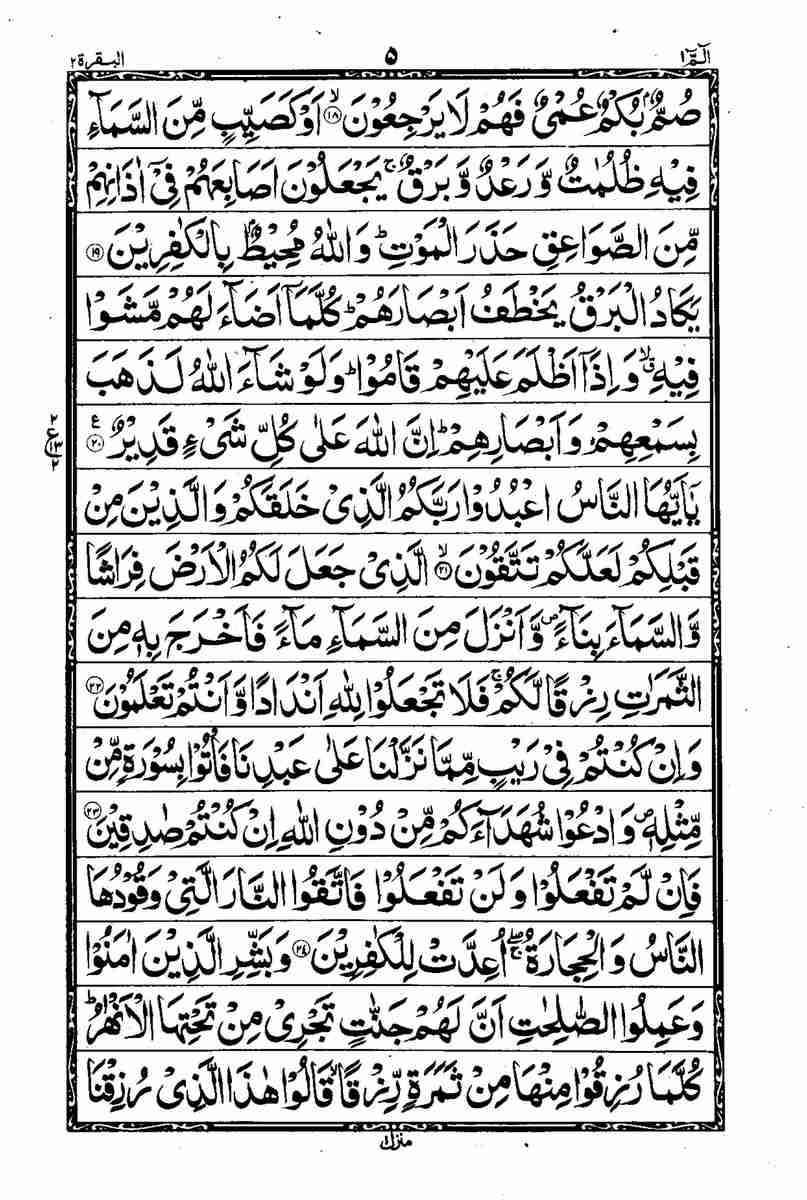 الٓمّٓ ١ ٥ البقرة ٢
صُمٌّۢ بُكْمٌ عُمْیٌ فَهُمْ لَا یَرْجِعُوْنَ ۙ﴿۱۸﴾ اَوْ كَصَیِّبٍ مِّنَ السَّمَآءِ
فِیْهِ ظُلُمٰتٌ وَّ رَعْدٌ وَّ بَرْقٌ ۚ یَجْعَلُوْنَ اَصَابِعَهُمْ فِیْۤ اٰذَانِهِمْ
مِّنَ الصَّوَاعِقِ حَذَرَ الْمَوْتِ ؕ وَ اللّٰهُ مُحِیْطٌۢ بِالْكٰفِرِیْنَ ﴿۱۹﴾
یَكَادُ الْبَرْقُ یَخْطَفُ اَبْصَارَهُمْ ؕ كُلَّمَاۤ اَضَآءَ لَهُمْ مَّشَوْا
فِیْهِ ۙۗ وَ اِذَاۤ اَظْلَمَ عَلَیْهِمْ قَامُوْا ؕ وَ لَوْ شَآءَ اللّٰهُ لَذَهَبَ
بِسَمْعِهِمْ وَ اَبْصَارِهِمْ ؕ اِنَّ اللّٰهَ عَلٰی كُلِّ شَیْءٍ قَدِیْرٌ ﴿۲۰﴾ ع
٢ ع ١٣ ٢
یٰۤاَیُّهَا النَّاسُ اعْبُدُوْا رَبَّكُمُ الَّذِیْ خَلَقَكُمْ وَ الَّذِیْنَ مِنْ
قَبْلِكُمْ لَعَلَّكُمْ تَتَّقُوْنَ ۙ﴿۲۱﴾ الَّذِیْ جَعَلَ لَكُمُ الْاَرْضَ فِرَاشًا
وَّ السَّمَآءَ بِنَآءً ۪ وَّ اَنْزَلَ مِنَ السَّمَآءِ مَآءً فَاَخْرَجَ بِهٖ مِنَ
الثَّمَرٰتِ رِزْقًا لَّكُمْ ۚ فَلَا تَجْعَلُوْا لِلّٰهِ اَنْدَادًا وَّ اَنْتُمْ تَعْلَمُوْنَ ﴿۲۲﴾
وَ اِنْ كُنْتُمْ فِیْ رَیْبٍ مِّمَّا نَزَّلْنَا عَلٰی عَبْدِنَا فَاْتُوْا بِسُوْرَةٍ مِّنْ
مِّثْلِهٖ ۪ وَ ادْعُوْا شُهَدَآءَكُمْ مِّنْ دُوْنِ اللّٰهِ اِنْ كُنْتُمْ صٰدِقِیْنَ ﴿۲۳﴾
فَاِنْ لَّمْ تَفْعَلُوْا وَ لَنْ تَفْعَلُوْا فَاتَّقُوا النَّارَ الَّتِیْ وَقُوْدُهَا
النَّاسُ وَ الْحِجَارَةُ ۖۚ اُعِدَّتْ لِلْكٰفِرِیْنَ ﴿۲۴﴾ وَ بَشِّرِ الَّذِیْنَ اٰمَنُوْا
وَ عَمِلُوا الصّٰلِحٰتِ اَنَّ لَهُمْ جَنّٰتٍ تَجْرِیْ مِنْ تَحْتِهَا الْاَنْهٰرُ ؕ
كُلَّمَا رُزِقُوْا مِنْهَا مِنْ ثَمَرَةٍ رِّزْقًا ۙ قَالُوْا هٰذَا الَّذِیْ رُزِقْنَا
منزل ١